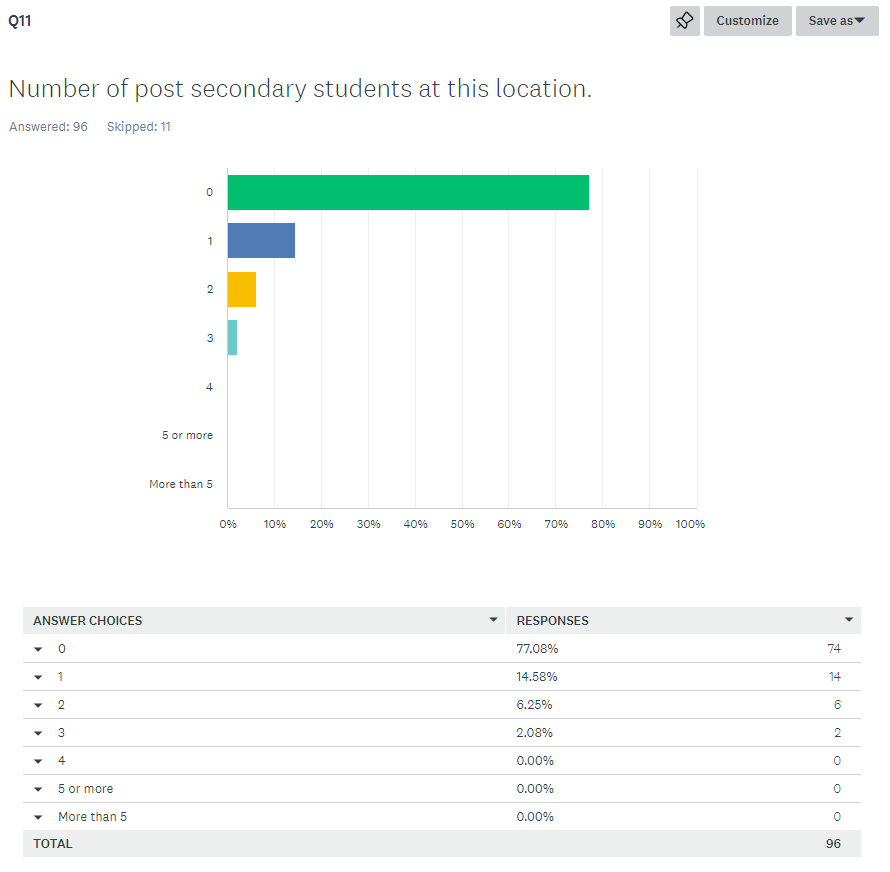 Q11
Customize
Save as
Number of post secondary students at this location.
Answered: 96 Skipped: 11
0
1
2
3
4
5 or more
More than 5
0% 10% 20% 30% 40% 50% 60% 70% 80% 90% 100%
ANSWER CHOICES RESPONSES
0 77.08% 74
1 14.58% 14
2 6.25% 6
3 2.08% 2
4 0.00% 0
5 or more 0.00% 0
More than 5 0.00% 0
TOTAL 96